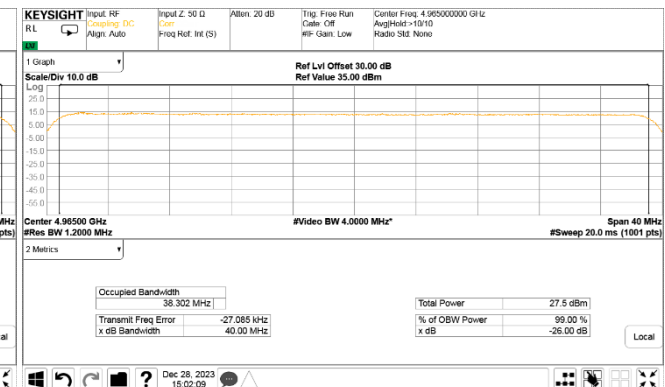 KEYSIGHT Input: RF Input Z: 50 Ω Atten: 20 dB Trig: Free Run Center Freq: 4.965000000 GHz
RL Coupling: DC Corr Gate: Off Avg|Hold:>10/10
Align: Auto Freq Ref: Int (S) #IF Gain: Low Radio Std: None
1 Graph
Ref Lvl Offset 30.00 dB
Scale/Div 10.0 dB Ref Value 35.00 dBm
Log
25.0
15.0
5.00
-5.00
-15.0
-25.0
-35.0
-45.0
-55.0
MHz Center 4.96500 GHz #Video BW 4.0000 MHz* Span 40 MHz
pts) #Res BW 1.2000 MHz #Sweep 20.0 ms (1001 pts)
2 Metrics
Occupied Bandwidth
38.302 MHz Total Power 27.5 dBm
Transmit Freq Error -27.085 kHz % of OBW Power 99.00 %
x dB Bandwidth 40.00 MHz x dB -26.00 dB
cal Local
? Dec 28, 2023
15:02:09